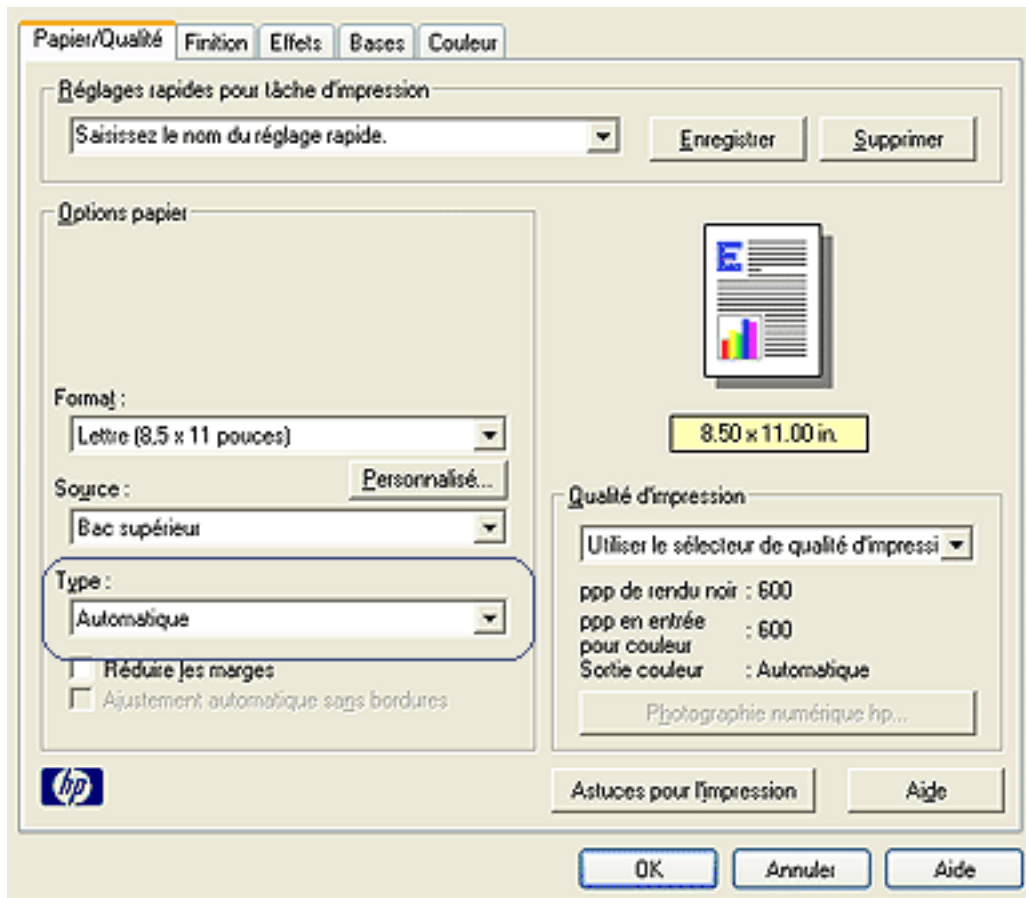 Papier/Qualité Finition Effets Bases Couleur
Réglages rapides pour tâche d'impression
Saisissez le nom du réglage rapide. Enregistrer Supprimer
Options papier
E
Format :
Lettre (8,5 x 11 pouces)
8.50 x 11.00 in.
Personnalisé...
Source :
Bac supérieur
Qualité d'impression
Utiliser le sélecteur de qualité d'impressi
Type :
Automatique
ppp de rendu noir : 600
ppp en entrée pour couleur : 600
Sortie couleur : Automatique
Réduire les marges
Ajustement automatique sans bordures
Photographie numérique hp...
hp
Astuces pour l'impression Aide
OK Annuler Aide